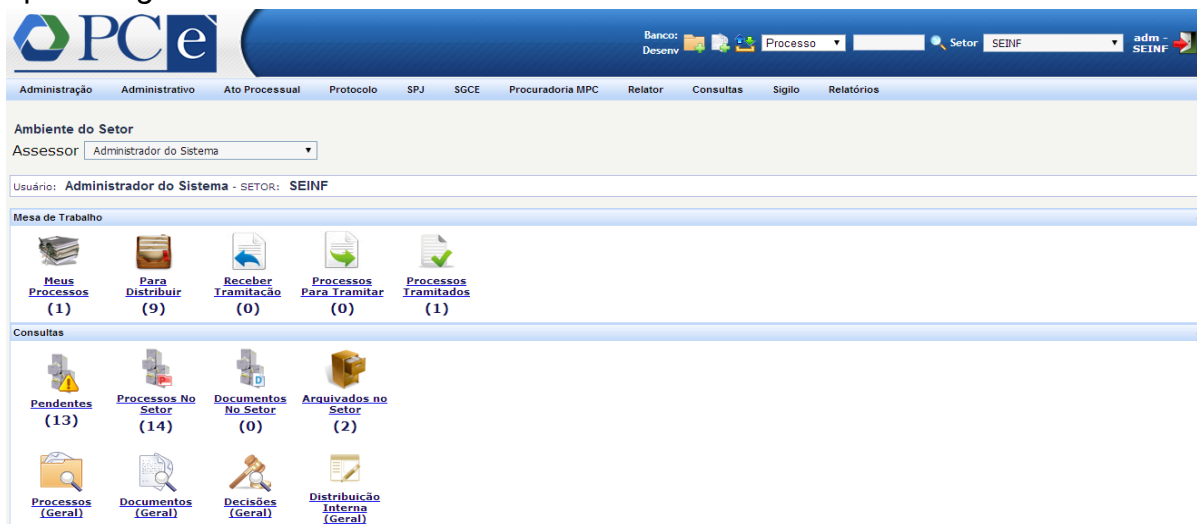 PCe
Banco:
Desenv
Processo
Setor
SEINF
adm -
SEINF
Administração
Administrativo
Ato Processual
Protocolo
SPJ
SGCE
Procuradoria MPC
Relator
Consultas
Sigilo
Relatórios
Ambiente do Setor
Assessor
Administrador do Sistema
Usuário: Administrador do Sistema - SETOR: SEINF
Mesa de Trabalho
Meus
Processos
(1)
Para
Distribuir
(9)
Receber
Tramitação
(0)
Processos
Para Tramitar
(0)
Processos
Tramitados
(1)
Consultas
Pendentes
(13)
Processos No
Setor
(14)
Documentos
No Setor
(0)
Arquivados no
Setor
(2)
Processos
(Geral)
Documentos
(Geral)
Decisões
(Geral)
Distribuicão
Interna
(Geral)